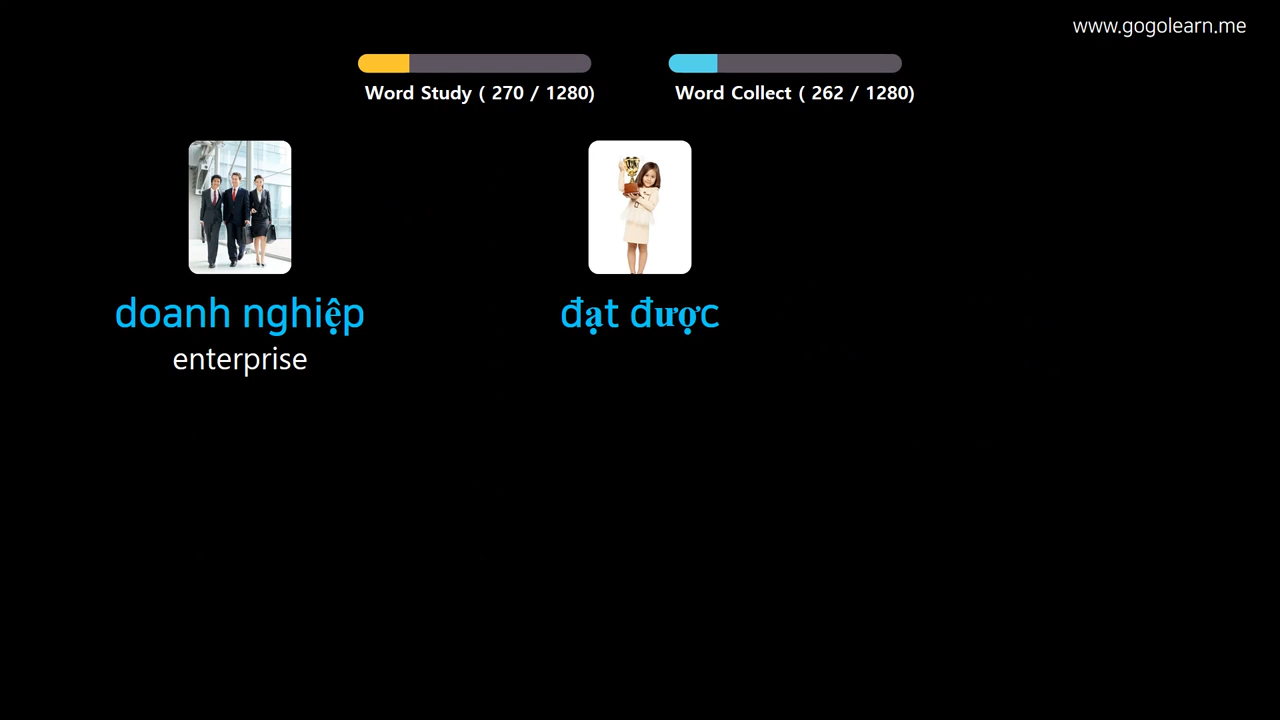 www.gogolearn.me
Word Study ( 270 / 1280)
Word Collect ( 262 / 1280)
doanh nghiệp
đạt được
enterprise